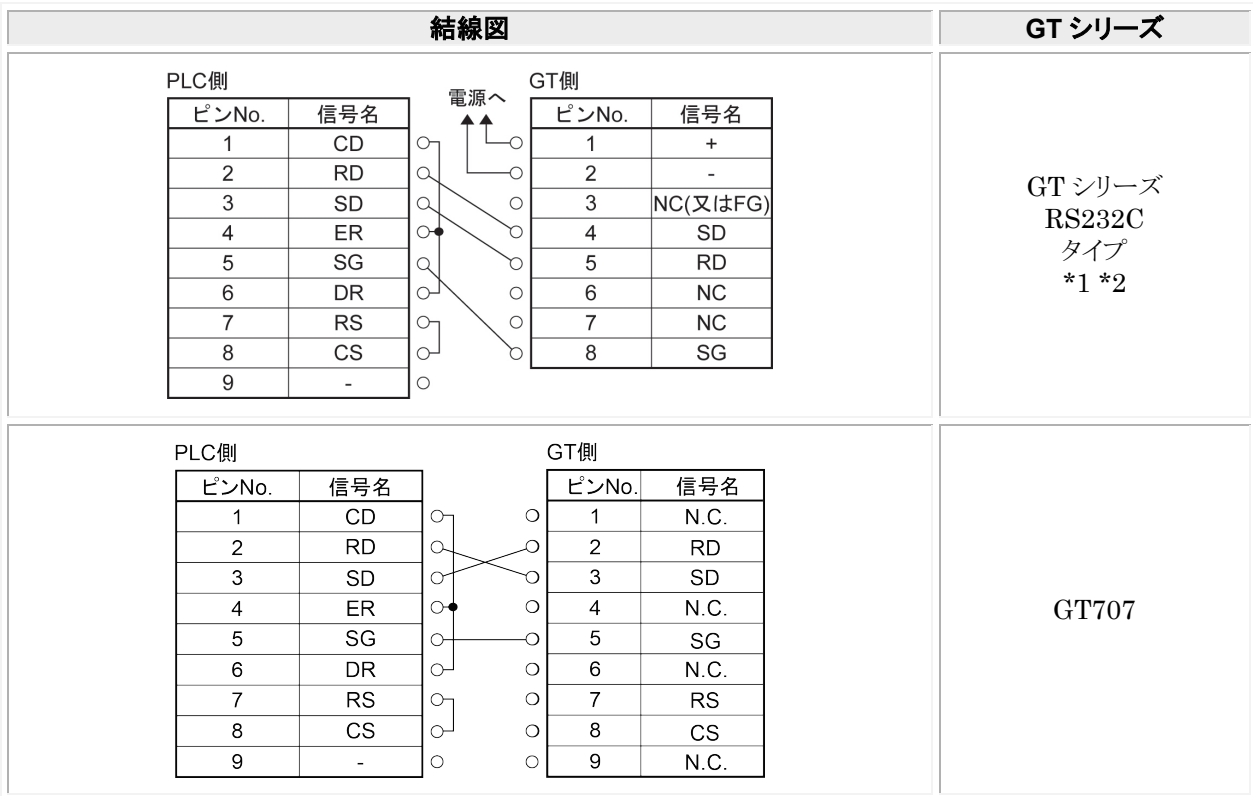 結線図 GT シリーズ
PLC側 電源へ GT側
ピンNo. 信号名 ピンNo. 信号名
1 CD 1 +
2 RD 2 -
3 SD 3 NC(又はFG)
4 ER 4 SD
5 SG 5 RD
6 DR 6 NC
7 RS 7 NC
8 CS 8 SG
9 -
GT シリーズ
RS232C
タイプ
*1 *2
PLC側 GT側
ピンNo. 信号名 ピンNo. 信号名
1 CD 1 N.C.
2 RD 2 RD
3 SD 3 SD
4 ER 4 N.C.
5 SG 5 SG
6 DR 6 N.C.
7 RS 7 RS
8 CS 8 CS
9 - 9 N.C.
GT707